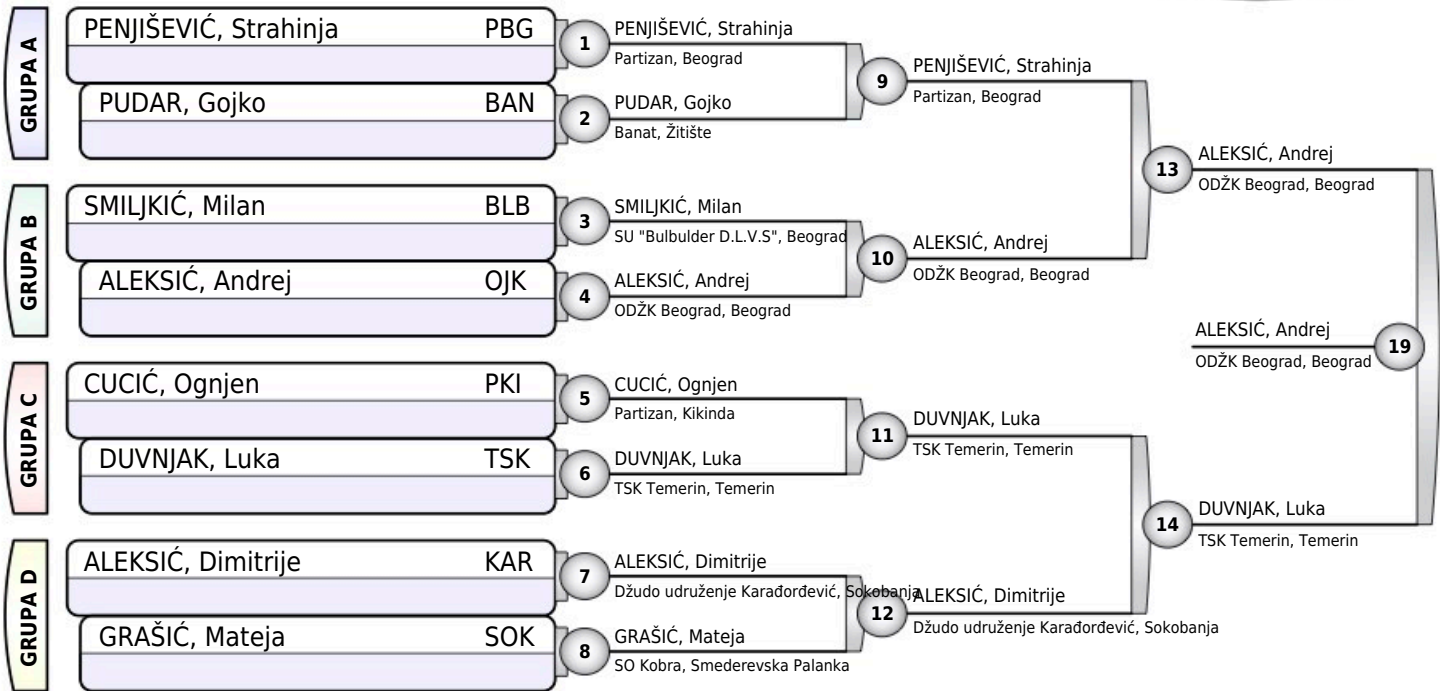 GRUPA A
PENJIŠEVIĆ, Strahinja PBG
PUDAR, Gojko BAN
1
PENJIŠEVIĆ, Strahinja
Partizan, Beograd
2
PUDAR, Gojko
Banat, Žitište
9
PENJIŠEVIĆ, Strahinja
Partizan, Beograd
GRUPA B
SMILJKIĆ, Milan BLB
ALEKSIĆ, Andrej OJK
3
SMILJKIĆ, Milan
SU "Bulbulder D.L.V.S", Beograd
4
ALEKSIĆ, Andrej
ODŽK Beograd, Beograd
10
ALEKSIĆ, Andrej
ODŽK Beograd, Beograd
13
ALEKSIĆ, Andrej
ODŽK Beograd, Beograd
GRUPA C
CUCIĆ, Ognjen PKI
DUVNJAK, Luka TSK
5
CUCIĆ, Ognjen
Partizan, Kikinda
6
DUVNJAK, Luka
TSK Temerin, Temerin
11
DUVNJAK, Luka
TSK Temerin, Temerin
GRUPA D
ALEKSIĆ, Dimitrije KAR
GRAŠIĆ, Mateja SOK
7
ALEKSIĆ, Dimitrije
Džudo udruženje Karađorđević, Sokobanja
8
GRAŠIĆ, Mateja
SO Kobra, Smederevska Palanka
12
ALEKSIĆ, Dimitrije
Džudo udruženje Karađorđević, Sokobanja
14
DUVNJAK, Luka
TSK Temerin, Temerin
ALEKSIĆ, Andrej
ODŽK Beograd, Beograd
19